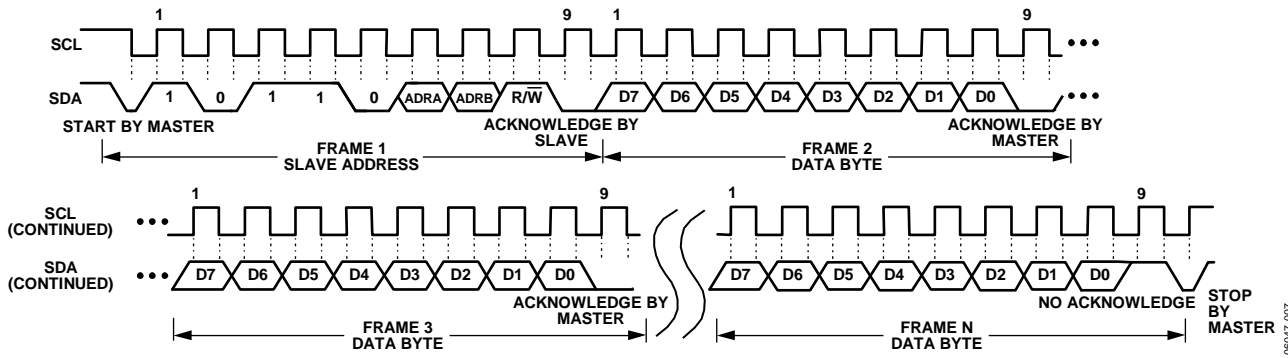 1 9 1 9
SCL
SDA 1 0 1 1 0 ADRA ADRB R/W D7 D6 D5 D4 D3 D2 D1 D0
START BY MASTER ACKNOWLEDGE BY SLAVE ACKNOWLEDGE BY MASTER
FRAME 1 SLAVE ADDRESS FRAME 2 DATA BYTE
1 9 1 9
SCL (CONTINUED)
SDA (CONTINUED) D7 D6 D5 D4 D3 D2 D1 D0 D7 D6 D5 D4 D3 D2 D1 D0
ACKNOWLEDGE BY MASTER NO ACKNOWLEDGE STOP BY MASTER
FRAME 3 DATA BYTE FRAME N DATA BYTE